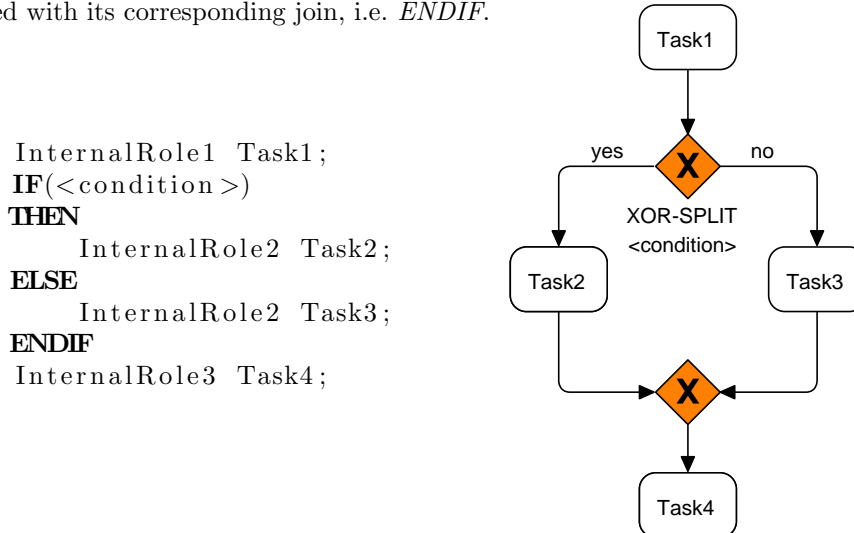 ed with its corresponding join, i.e. ENDIF.
InternalRole1 Task1;
IF(<condition>)
THEN
InternalRole2 Task2;
ELSE
InternalRole2 Task3;
ENDIF
InternalRole3 Task4;
Task1
yes
X
no
XOR-SPLIT
<condition>
Task2
Task3
X
Task4